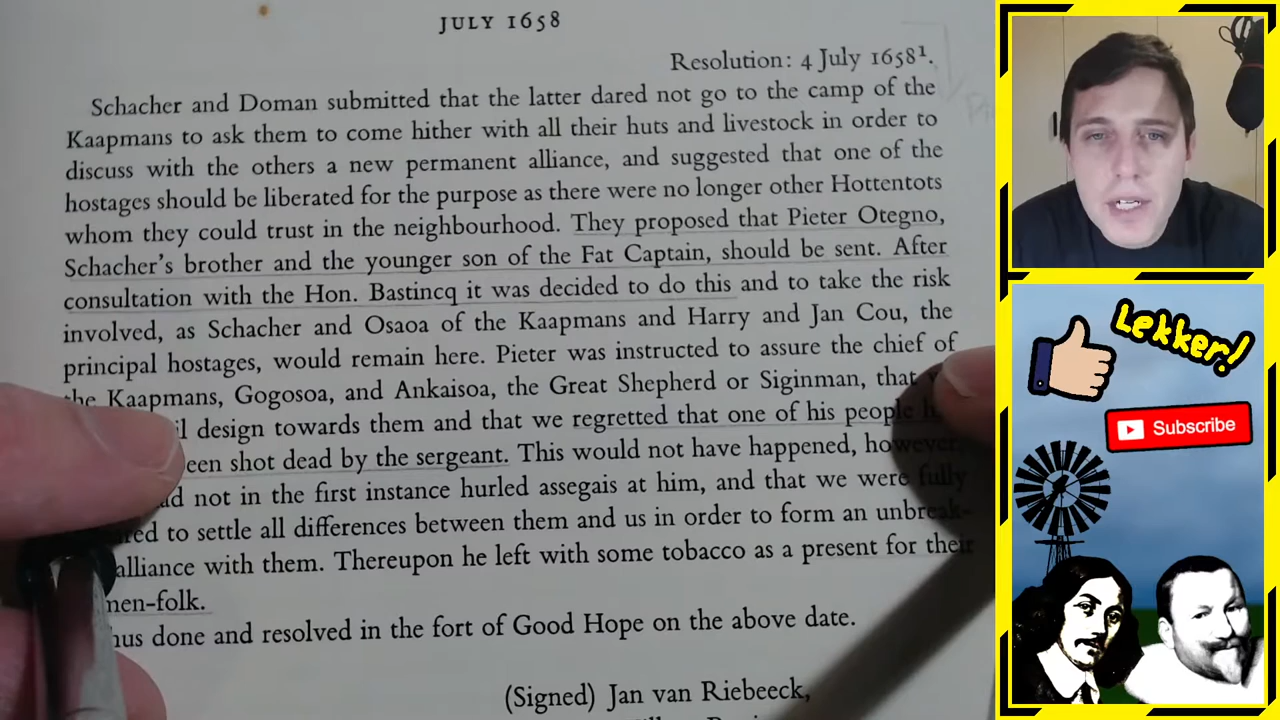 JULY 1658
Resolution: 4 July 1658¹.
Schacher and Doman submitted that the latter dared not go to the camp of the
Kaapmans to ask them to come hither with all their huts and livestock in order to
discuss with the others a new permanent alliance, and suggested that one of the
hostages should be liberated for the purpose as there were no longer other Hottentots
whom they could trust in the neighbourhood. They proposed that Pieter Otegno,
Schacher's brother and the younger son of the Fat Captain, should be sent. After
consultation with the Hon. Bastincq it was decided to do this and to take the risk
involved, as Schacher and Osaoa of the Kaapmans and Harry and Jan Cou, the
principal hostages, would remain here. Pieter was instructed to assure the chief of
the Kaapmans, Gogosoa, and Ankaisoa, the Great Shepherd or Siginman, that
design towards them and that we regretted that one of his people
een shot dead by the sergeant. This would not have happened, however
not in the first instance hurled assegais at him, and that we were fully
red to settle all differences between them and us in order to form an unbreak-
alliance with them. Thereupon he left with some tobacco as a present for their
men-folk.
hus done and resolved in the fort of Good Hope on the above date.
(Signed) Jan van Riebeeck,
Lekker!
Subscribe